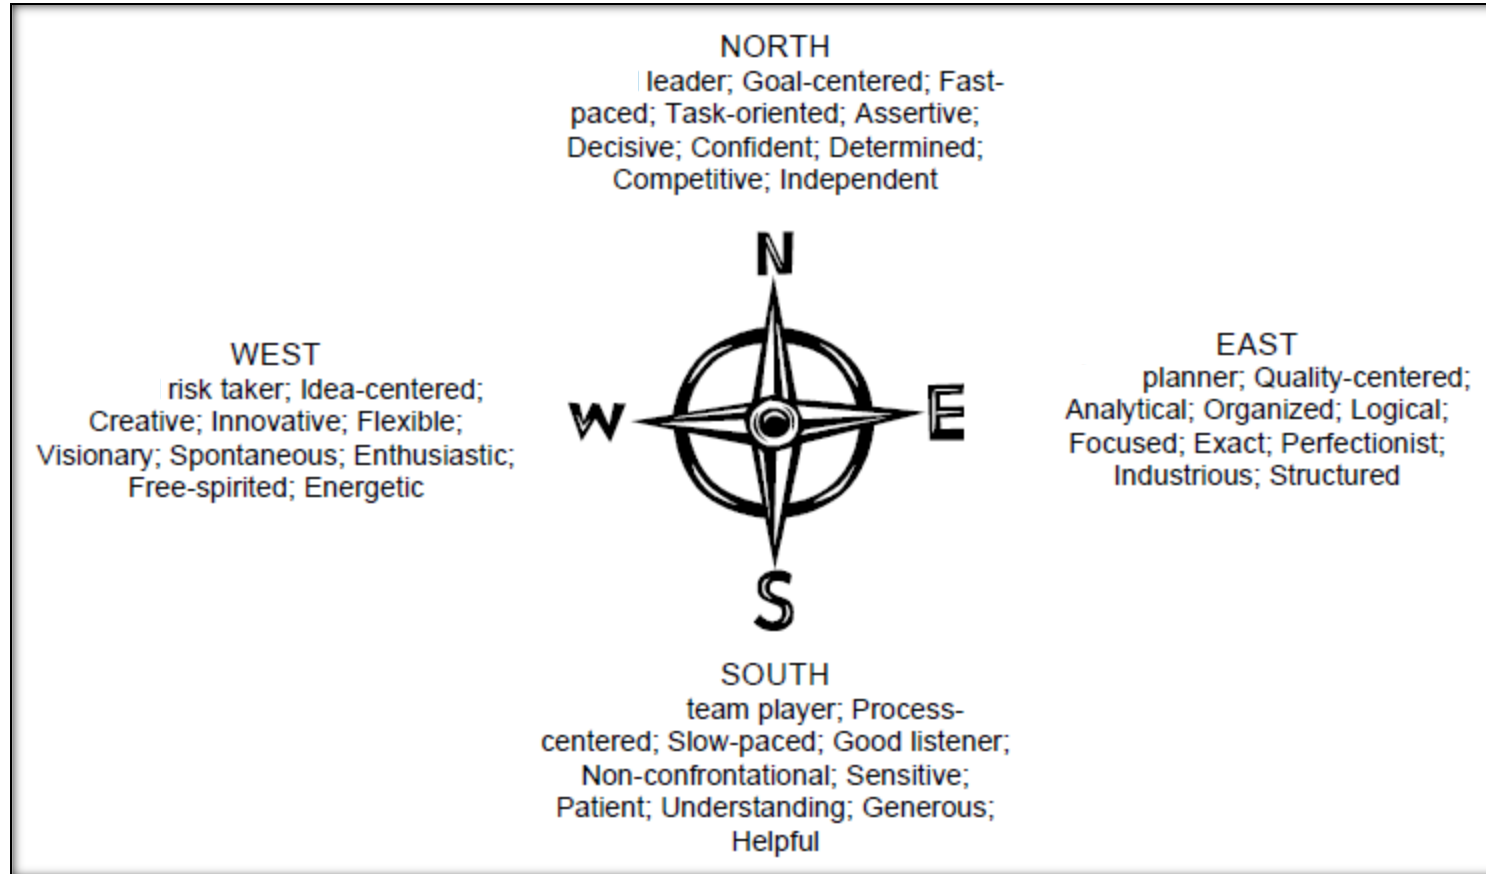 NORTH
leader; Goal-centered; Fast-
paced; Task-oriented; Assertive;
Decisive; Confident; Determined;
Competitive; Independent
N
WEST
risk taker; Idea-centered;
Creative; Innovative; Flexible;
Visionary; Spontaneous; Enthusiastic;
Free-spirited; Energetic
W
E
EAST
planner; Quality-centered;
Analytical; Organized; Logical;
Focused; Exact; Perfectionist;
Industrious; Structured
S
SOUTH
team player; Process-
centered; Slow-paced; Good listener;
Non-confrontational; Sensitive;
Patient; Understanding; Generous;
Helpful